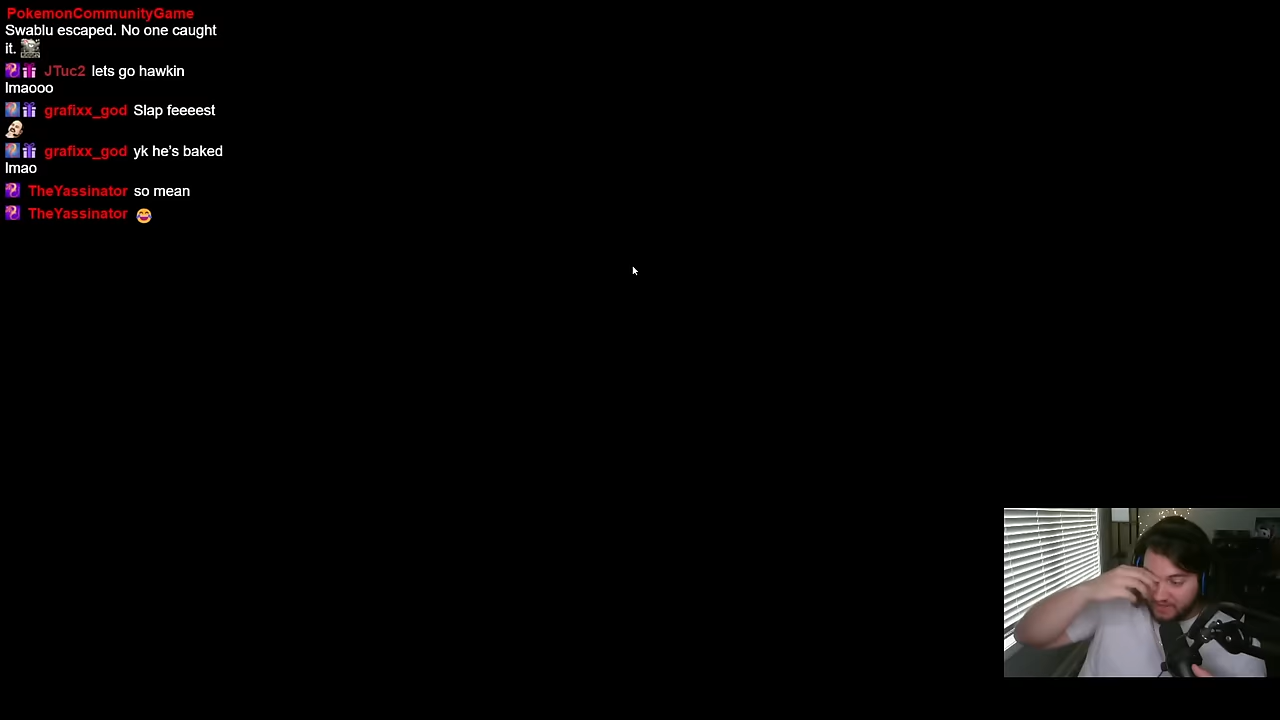 PokemonCommunityGame
Swablu escaped. No one caught
it.
JTuc2 lets go hawkin
lmaooo
grafixx_god Slap feeeest
grafixx_god yk he's baked
lmao
TheYassinator so mean
TheYassinator 😂